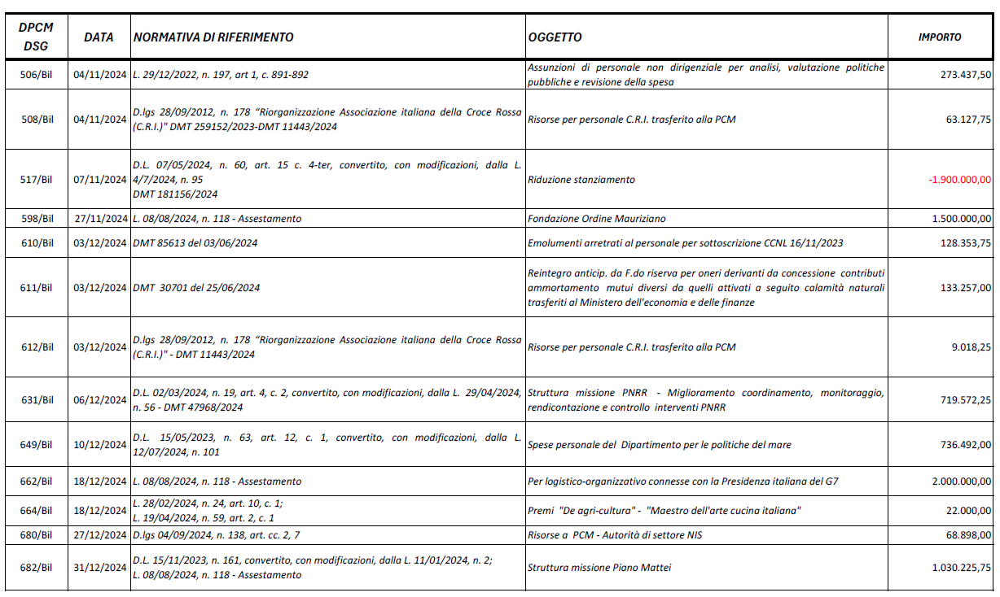 DPCM
DSG
DATA
NORMATIVA DI RIFERIMENTO
OGGETTO
IMPORTO
506/Bil
04/11/2024
L. 29/12/2022, n. 197, art 1, c. 891-892
Assunzioni di personale non dirigenziale per analisi, valutazione politiche
pubbliche e revisione della spesa
273.437,50
508/Bil
04/11/2024
D.lgs 28/09/2012, n. 178 “Riorganizzazione Associazione italiana della Croce Rossa
(C.R.I.)" DMT 259152/2023-DMT 11443/2024
Risorse per personale C.R.I. trasferito alla PCM
63.127,75
517/Bil
07/11/2024
D.L. 07/05/2024, n. 60, art. 15 c. 4-ter, convertito, con modificazioni, dalla L.
4/7/2024, n. 95
DMT 181156/2024
Riduzione stanziamento
-1.900.000,00
598/Bil
27/11/2024
L. 08/08/2024, n. 118 - Assestamento
Fondazione Ordine Mauriziano
1.500.000,00
610/Bil
03/12/2024
DMT 85613 del 03/06/2024
Emolumenti arretrati al personale per sottoscrizione CCNL 16/11/2023
128.353,75
611/Bil
03/12/2024
DMT 30701 del 25/06/2024
Reintegro anticip. da F.do riserva per oneri derivanti da concessione contributi
ammortamento mutui diversi da quelli attivati a seguito calamità naturali
trasferiti al Ministero dell'economia e delle finanze
133.257,00
612/Bil
03/12/2024
D.lgs 28/09/2012, n. 178 “Riorganizzazione Associazione italiana della Croce Rossa
(C.R.I.)" - DMT 11443/2024
Risorse per personale C.R.I. trasferito alla PCM
9.018,25
631/Bil
06/12/2024
D.L. 02/03/2024, n. 19, art. 4, c. 2, convertito, con modificazioni, dalla L. 29/04/2024,
n. 56 - DMT 47968/2024
Struttura missione PNRR - Miglioramento coordinamento, monitoraggio,
rendicontazione e controllo interventi PNRR
719.572,25
649/Bil
10/12/2024
D.L. 15/05/2023, n. 63, art. 12, c. 1, convertito, con modificazioni, dalla L.
12/07/2024, n. 101
Spese personale del Dipartimento per le politiche del mare
736.492,00
662/Bil
18/12/2024
L. 08/08/2024, n. 118 - Assestamento
Per logistico-organizzativo connesse con la Presidenza italiana del G7
2.000.000,00
664/Bil
18/12/2024
L. 28/02/2024, n. 24, art. 10, c. 1;
L. 19/04/2024, n. 59, art. 2, c. 1
Premi "De agri-cultura" - "Maestro dell'arte cucina italiana"
22.000,00
680/Bil
27/12/2024
D.lgs 04/09/2024, n. 138, art. cc. 2, 7
Risorse a PCM - Autorità di settore NIS
68.898,00
682/Bil
31/12/2024
D.L. 15/11/2023, n. 161, convertito, con modificazioni, dalla L. 11/01/2024, n. 2;
L. 08/08/2024, n. 118 - Assestamento
Struttura missione Piano Mattei
1.030.225,75